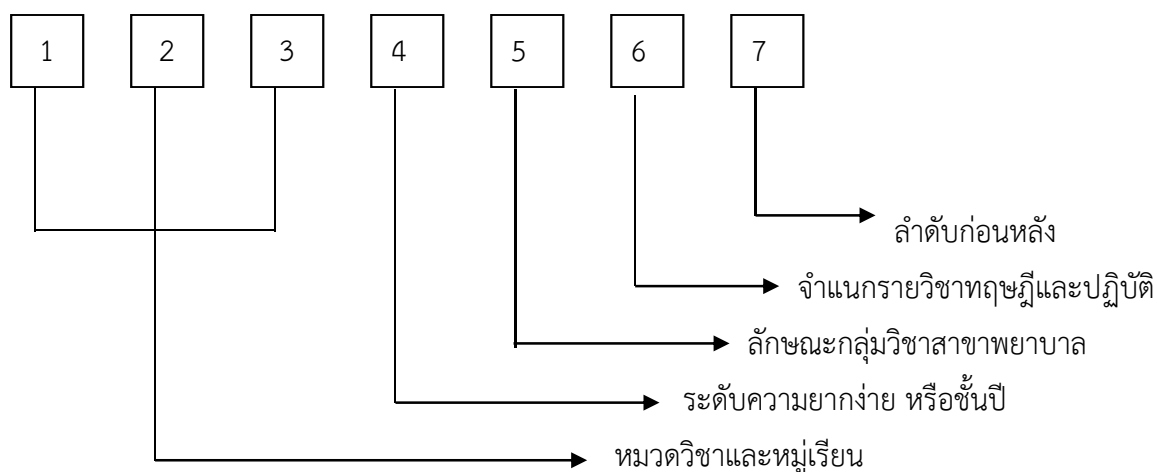 1 2 3 4 5 6 7
ลำดับก่อนหลัง
จำแนกรายวิชาทฤษฎีและปฏิบัติ
ลักษณะกลุ่มวิชาสาขาพยาบาล
ระดับความยากง่าย หรือชั้นปี
หมวดวิชาและหมู่เรียน